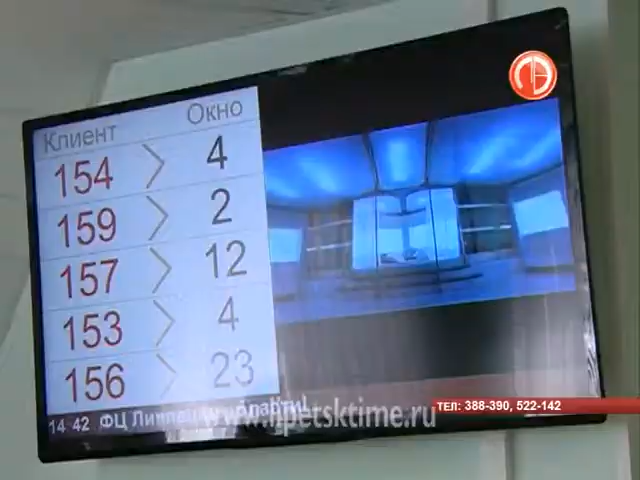 Клиент Окно
154 > 4
159 > 2
157 > 12
153 > 4
156 > 23
14 42 ФЦ Липец
www.lipetsktime.ru
ТЕЛ: 388-390, 522-142